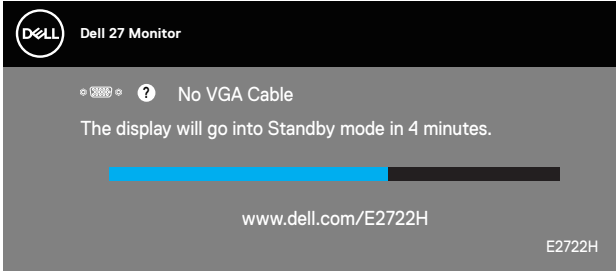 DELL
Dell 27 Monitor
? No VGA Cable
The display will go into Standby mode in 4 minutes.
www.dell.com/E2722H
E2722H